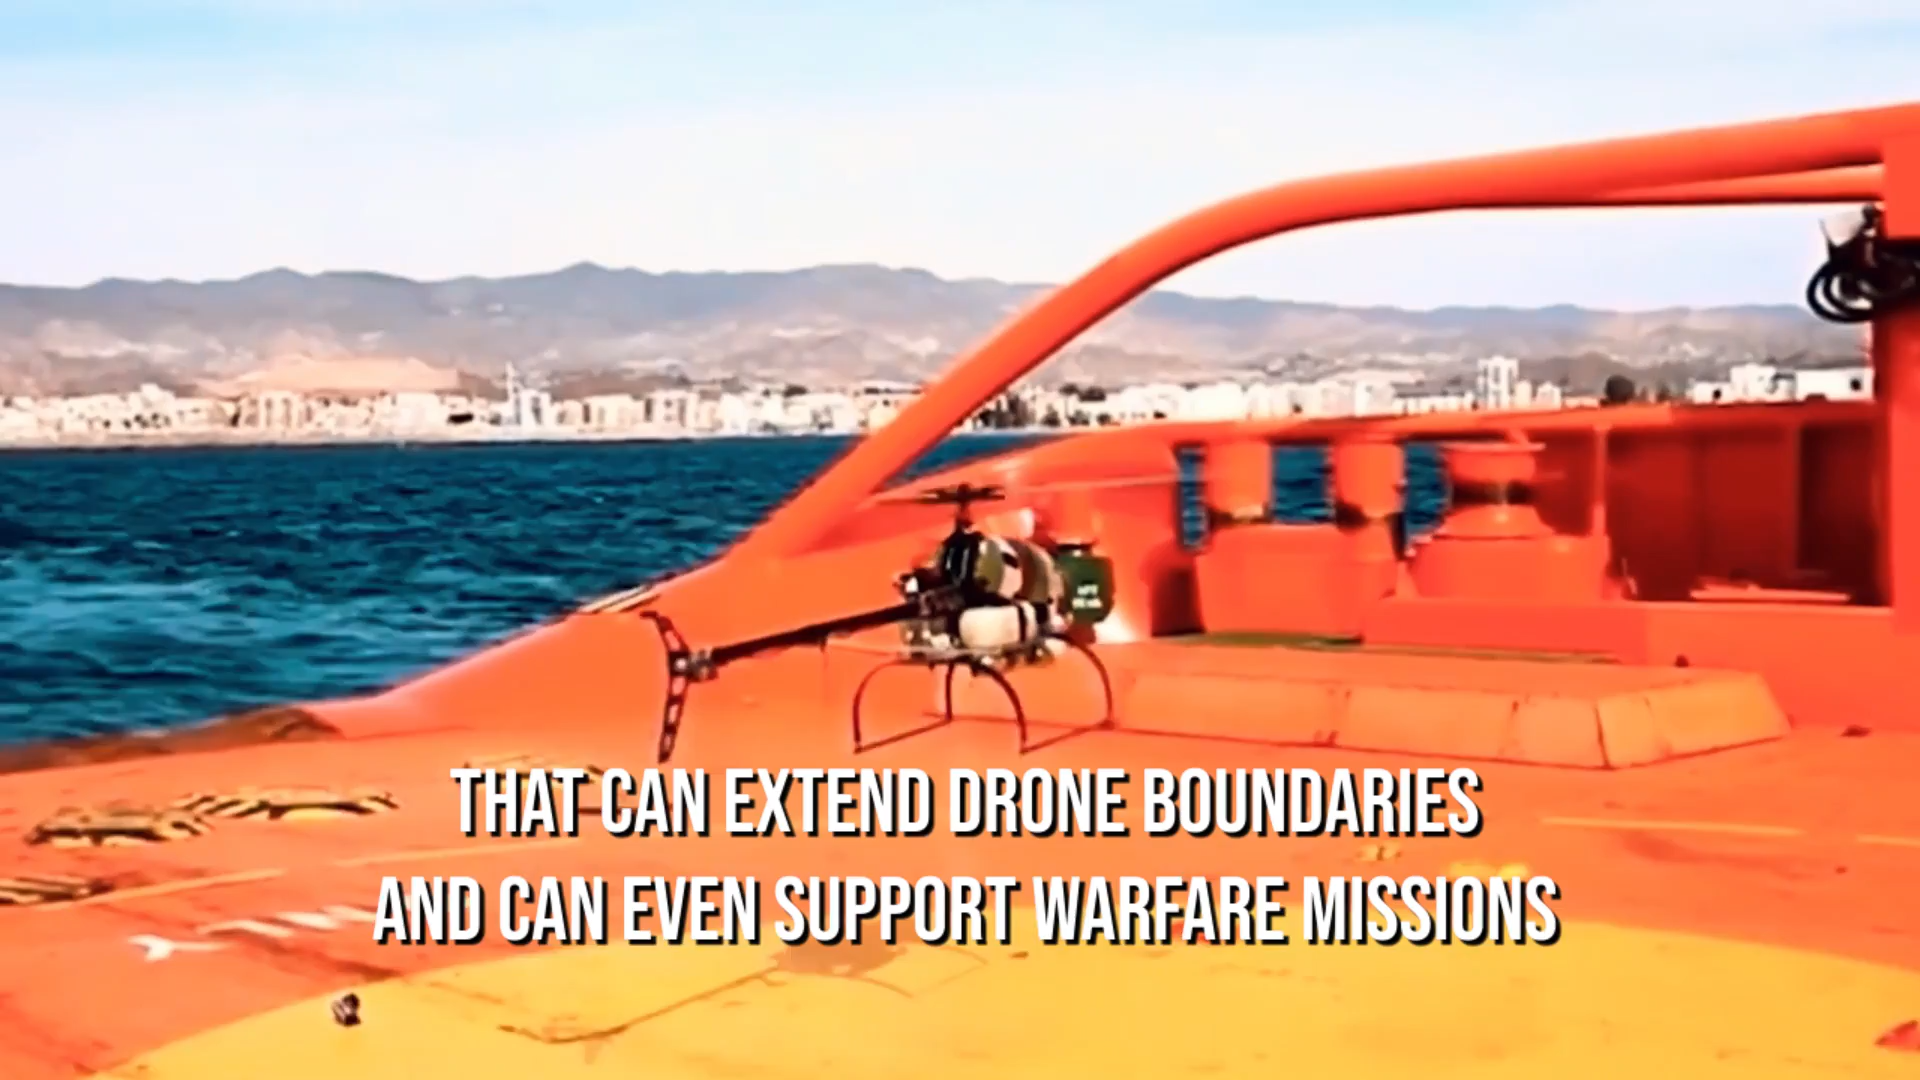 THAT CAN EXTEND DRONE BOUNDARIES
AND CAN EVEN SUPPORT WARFARE MISSIONS